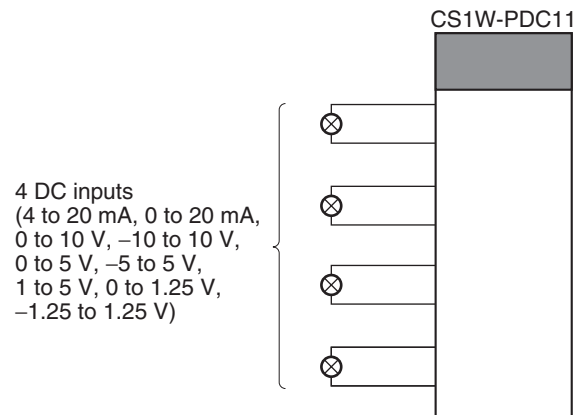 CS1W-PDC11
4 DC inputs
(4 to 20 mA, 0 to 20 mA,
0 to 10 V, –10 to 10 V,
0 to 5 V, –5 to 5 V,
1 to 5 V, 0 to 1.25 V,
–1.25 to 1.25 V)